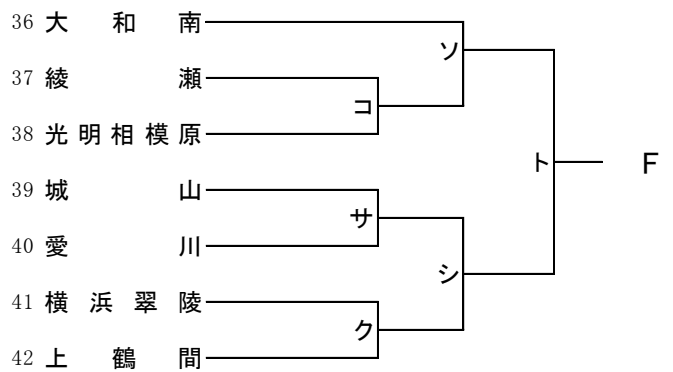 36 大和南
ソ
37 綾瀬
コ
38 光明相模原
ト F
39 城山
サ
40 愛川
シ
41 横浜翠陵
ク
42 上鶴間